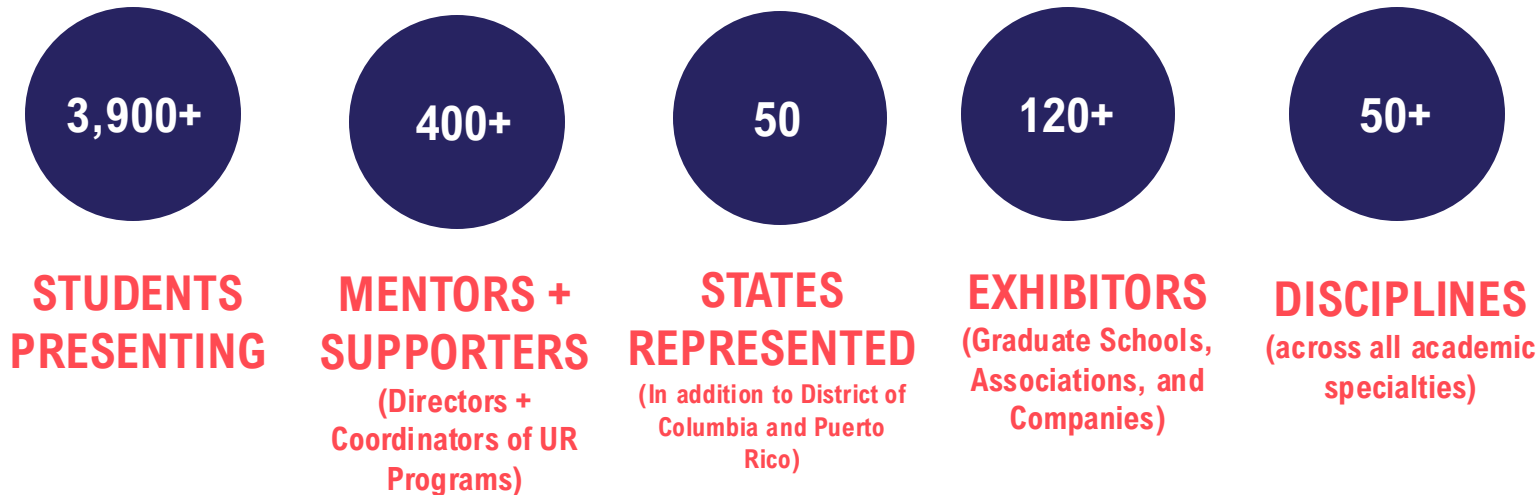 3,900+
STUDENTS
PRESENTING
400+
MENTORS +
SUPPORTERS
(Directors +
Coordinators of UR
Programs)
50
STATES
REPRESENTED
(In addition to District of
Columbia and Puerto
Rico)
120+
EXHIBITORS
(Graduate Schools,
Associations, and
Companies)
50+
DISCIPLINES
(across all academic
specialties)